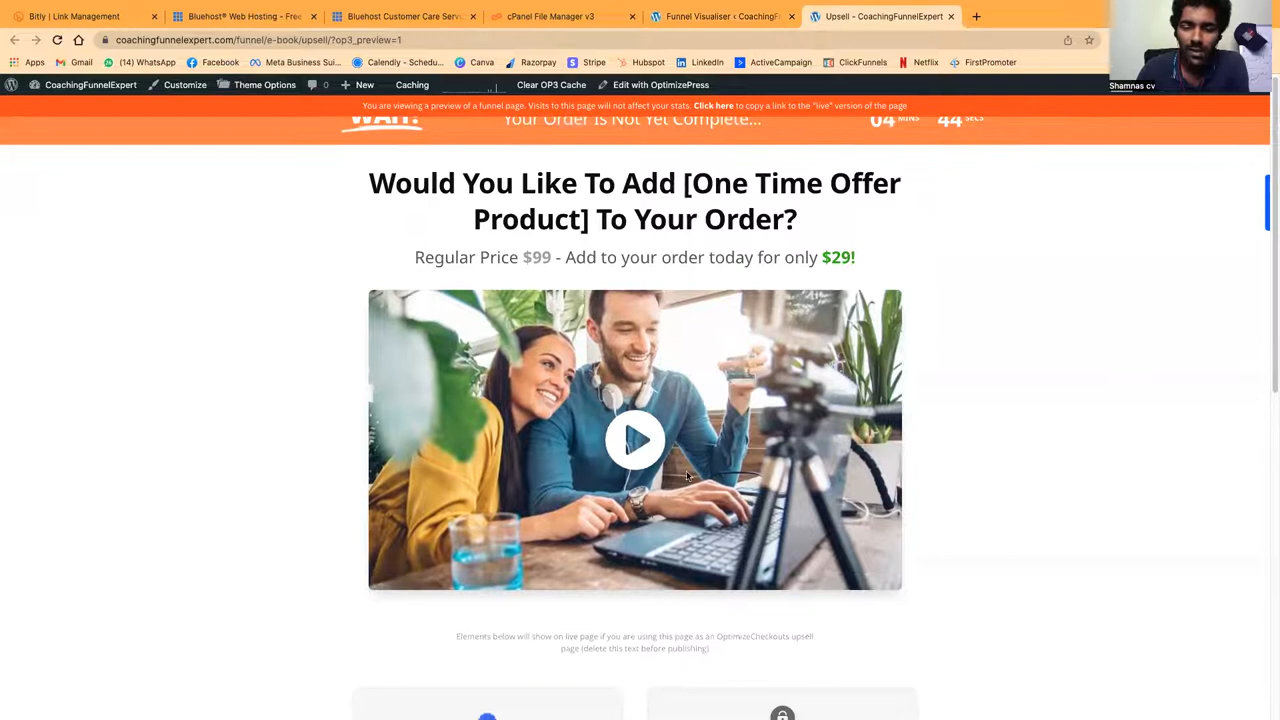 Bitly | Link Management
Bluehost® Web Hosting - Free
Bluehost Customer Care Servi
cPanel File Manager v3
Funnel Visualiser ‹ CoachingF
Upsell - CoachingFunnelExpert
coachingfunnelexpert.com/funnel/e-book/upsell/?op3_preview=1
Apps
Gmail
(14) WhatsApp
Facebook
Meta Business Sui...
Calendly - Schedu...
Canva
Razorpay
Stripe
Hubspot
LinkedIn
ActiveCampaign
ClickFunnels
Netflix
FirstPromoter
Shamnas cv
CoachingFunnelExpert
Customize
Theme Options
0
New
Caching
Clear OP3 Cache
Edit with OptimizePress
You are viewing a preview of a funnel page. Visits to this page will not affect your stats. Click here to copy a link to the "live" version of the page
WAIT!
Your Order Is Not Yet Complete...
04 MINS 44 SECS
Would You Like To Add [One Time Offer
Product] To Your Order?
Regular Price $99 - Add to your order today for only $29!
Elements below will show on live page if you are using this page as an OptimizeCheckouts upsell
page (delete this text before publishing)